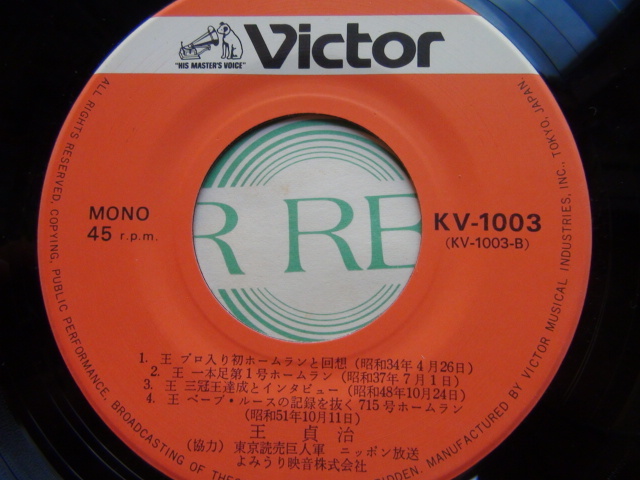 Victor
"HIS MASTER'S VOICE"
MONO
45 r.p.m.
KV-1003
(KV-1003-B)
R RE
1. 王 プロ入り初ホームランと回想(昭和34年4月26日)
2. 王 一本足第1号ホームラン(昭和37年7月1日)
3. 王 三冠王達成とインタビュー(昭和48年10月24日)
4. 王 ベーブ・ルースの記録を抜く715号ホームラン
(昭和51年10月11日)
王 貞 治
(協力) 東京読売巨人軍 ニッポン放送
よみうり映音株式会社
ALL RIGHTS RESERVED. COPYING, PUBLIC PERFORMANCE, BROADCASTING OF THE
DDEN. MANUFACTURED BY VICTOR MUSICAL INDUSTRIES, INC., TOKYO, JAPAN.